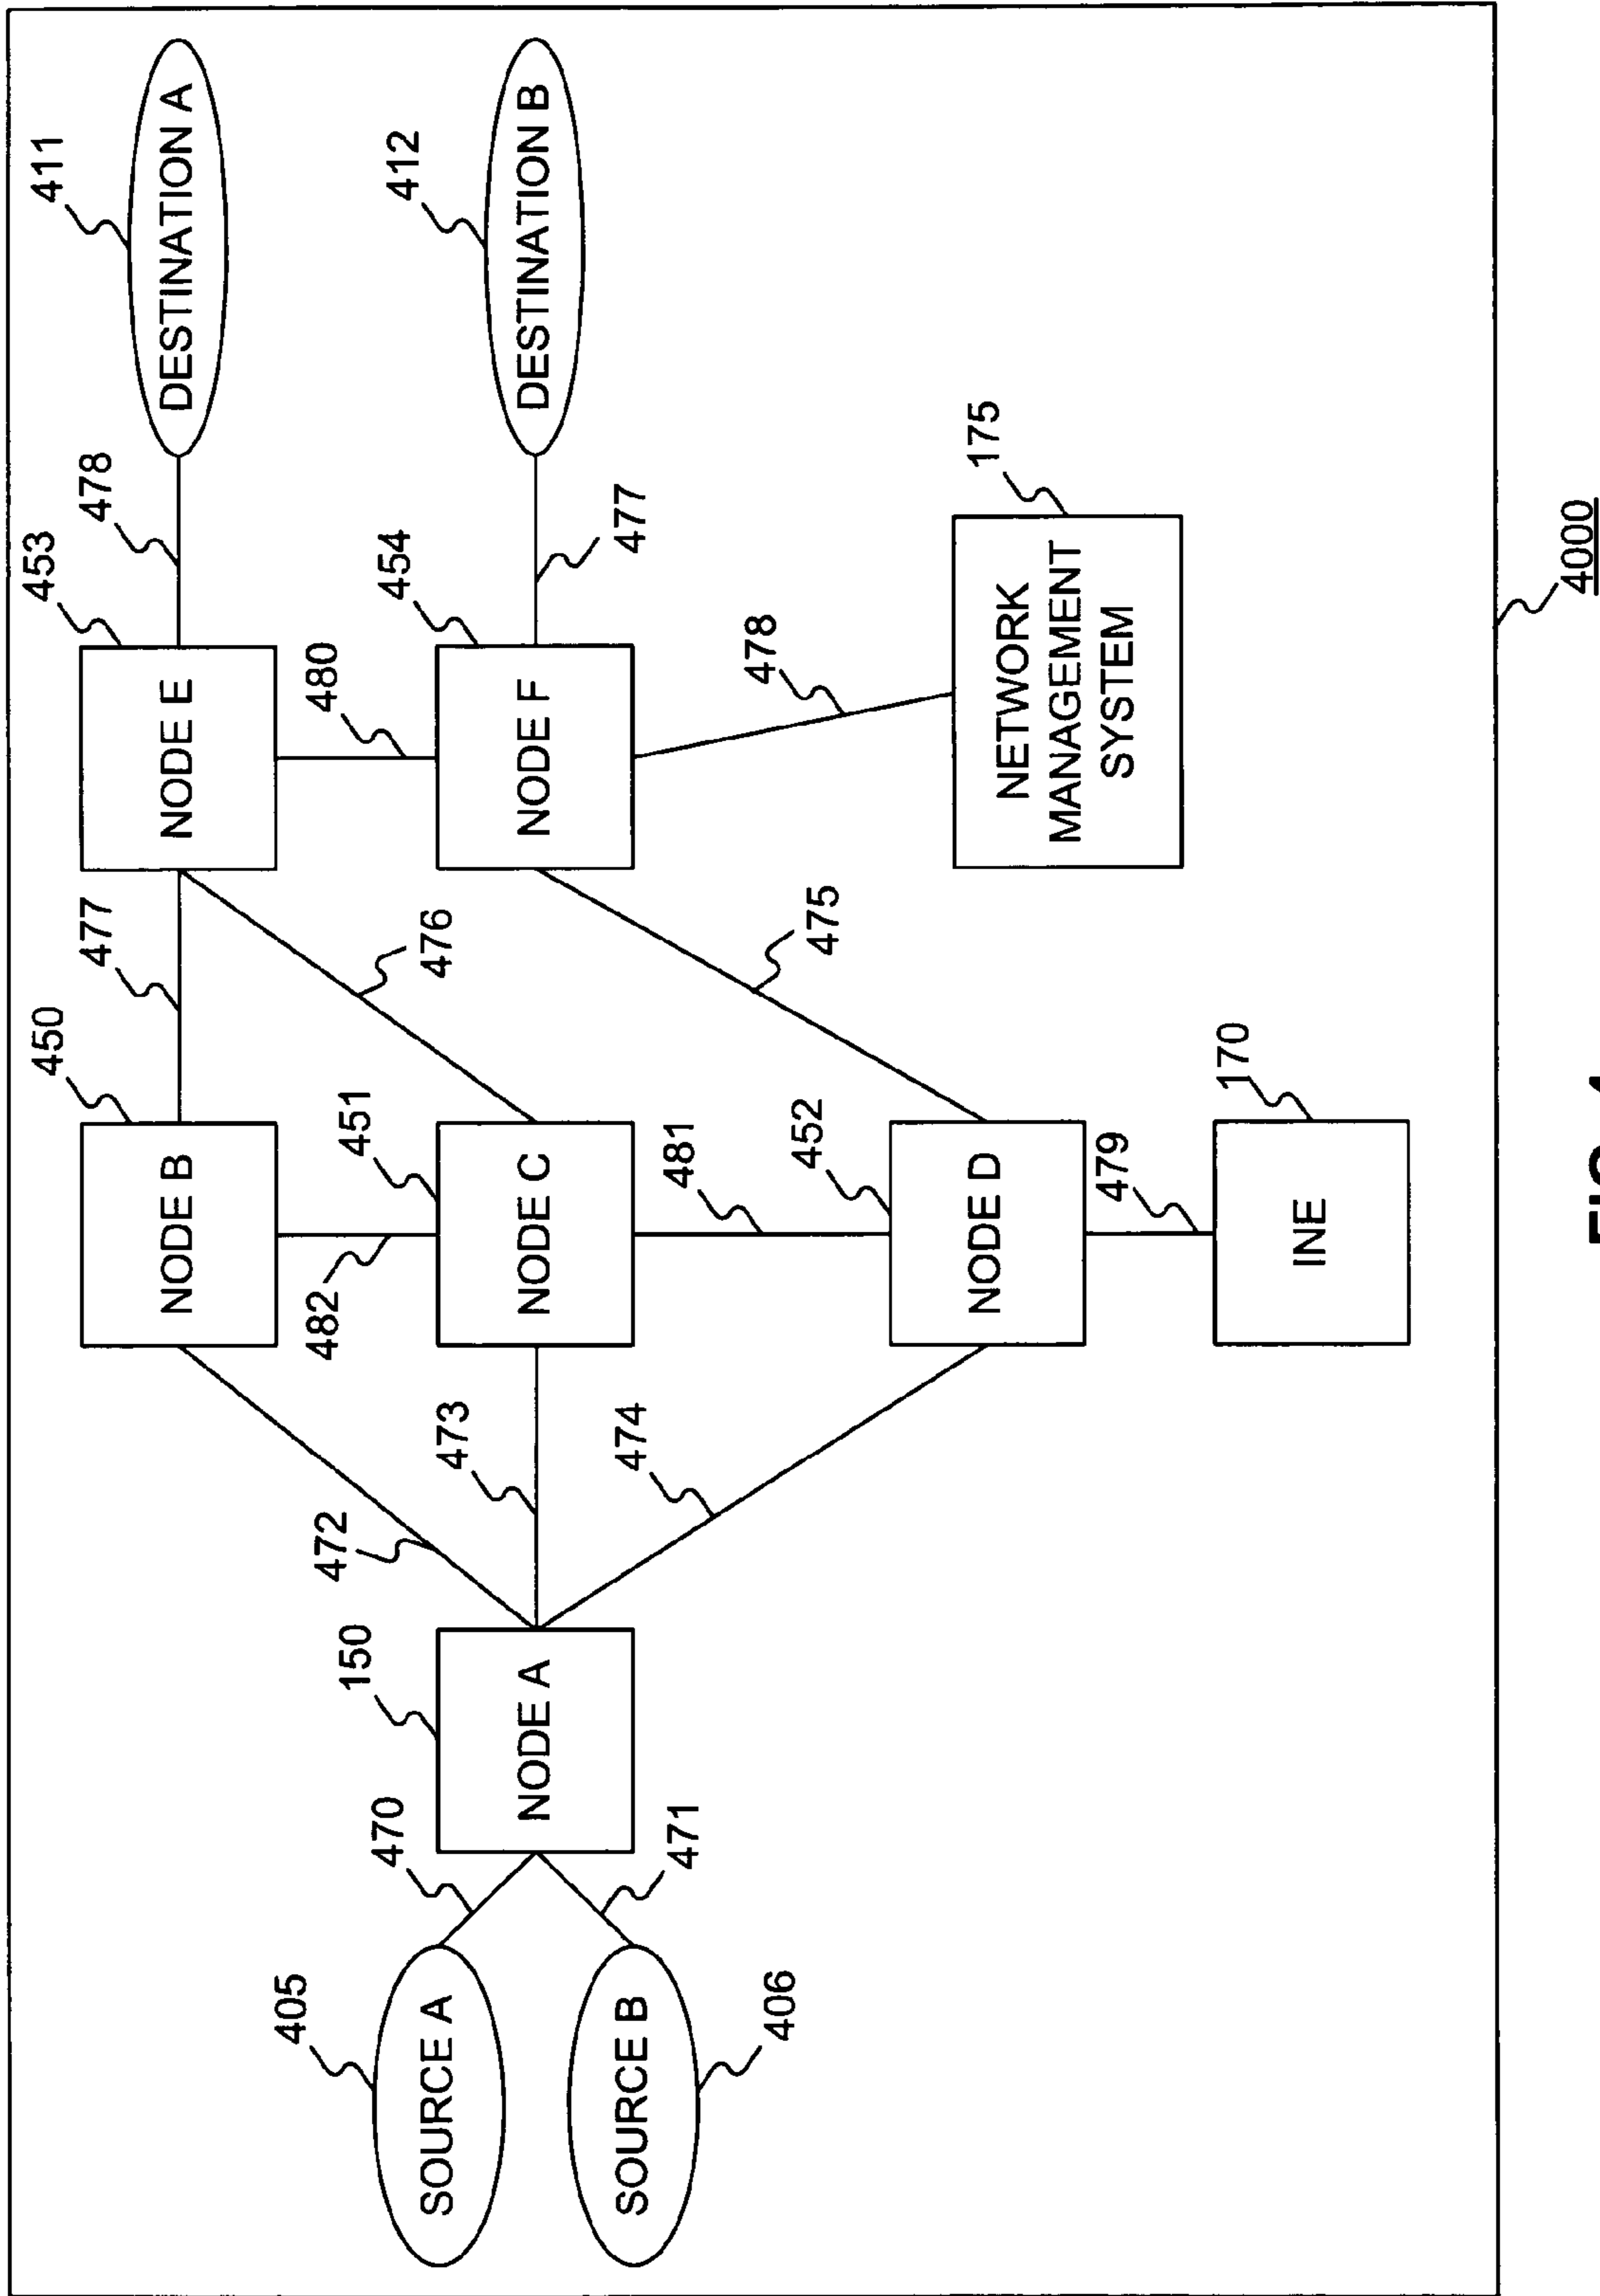 411
DESTINATION A
478
453
NODE E
477
450
NODE B
412
DESTINATION B
477
454
NODE F
480
476
451
NODE C
482
472
473
150
NODE A
470
405
SOURCE A
471
SOURCE B
406
474
481
452
NODE D
475
478
175
NETWORK
MANAGEMENT
SYSTEM
479
170
INE
4000